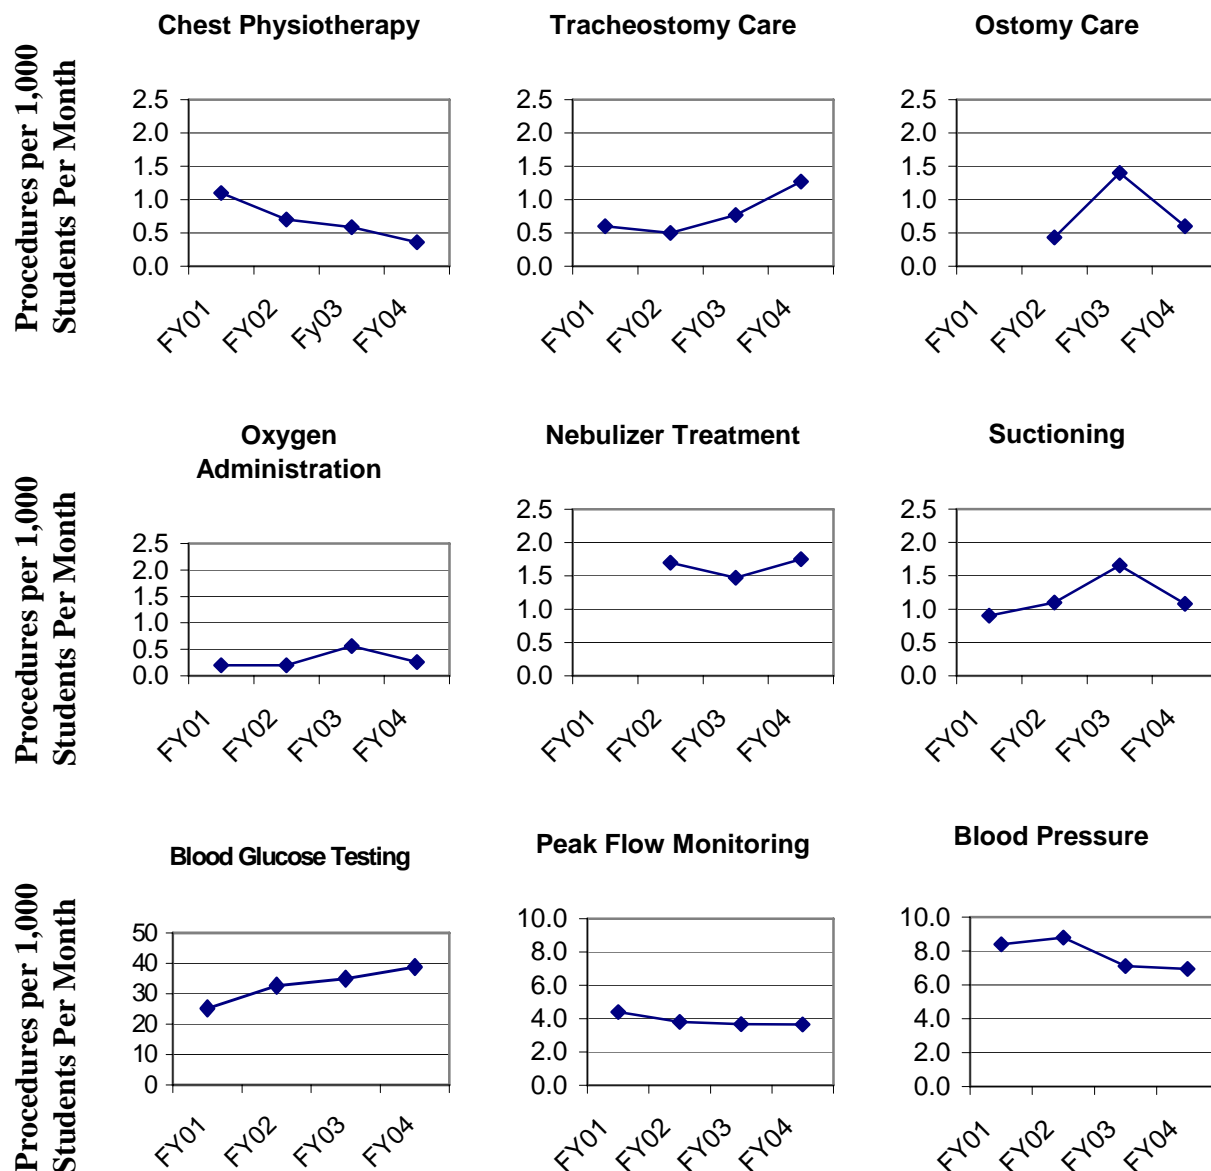 Procedures per 1,000
Students Per Month
Chest Physiotherapy
2.5
2.0
1.5
1.0
0.5
0.0
FY01
FY02
Fy03
FY04
Tracheostomy Care
2.5
2.0
1.5
1.0
0.5
0.0
FY01
FY02
FY03
FY04
Ostomy Care
2.5
2.0
1.5
1.0
0.5
0.0
FY01
FY02
FY03
FY04
Procedures per 1,000
Students Per Month
Oxygen
Administration
2.5
2.0
1.5
1.0
0.5
0.0
FY01
FY02
FY03
FY04
Nebulizer Treatment
2.5
2.0
1.5
1.0
0.5
0.0
FY01
FY02
FY03
FY04
Suctioning
2.5
2.0
1.5
1.0
0.5
0.0
FY01
FY02
FY03
FY04
Procedures per 1,000
Students Per Month
Blood Glucose Testing
50
40
30
20
10
0
FY01
FY02
FY03
FY04
Peak Flow Monitoring
10.0
8.0
6.0
4.0
2.0
0.0
FY01
FY02
FY03
FY04
Blood Pressure
10.0
8.0
6.0
4.0
2.0
0.0
FY01
FY02
FY03
FY04